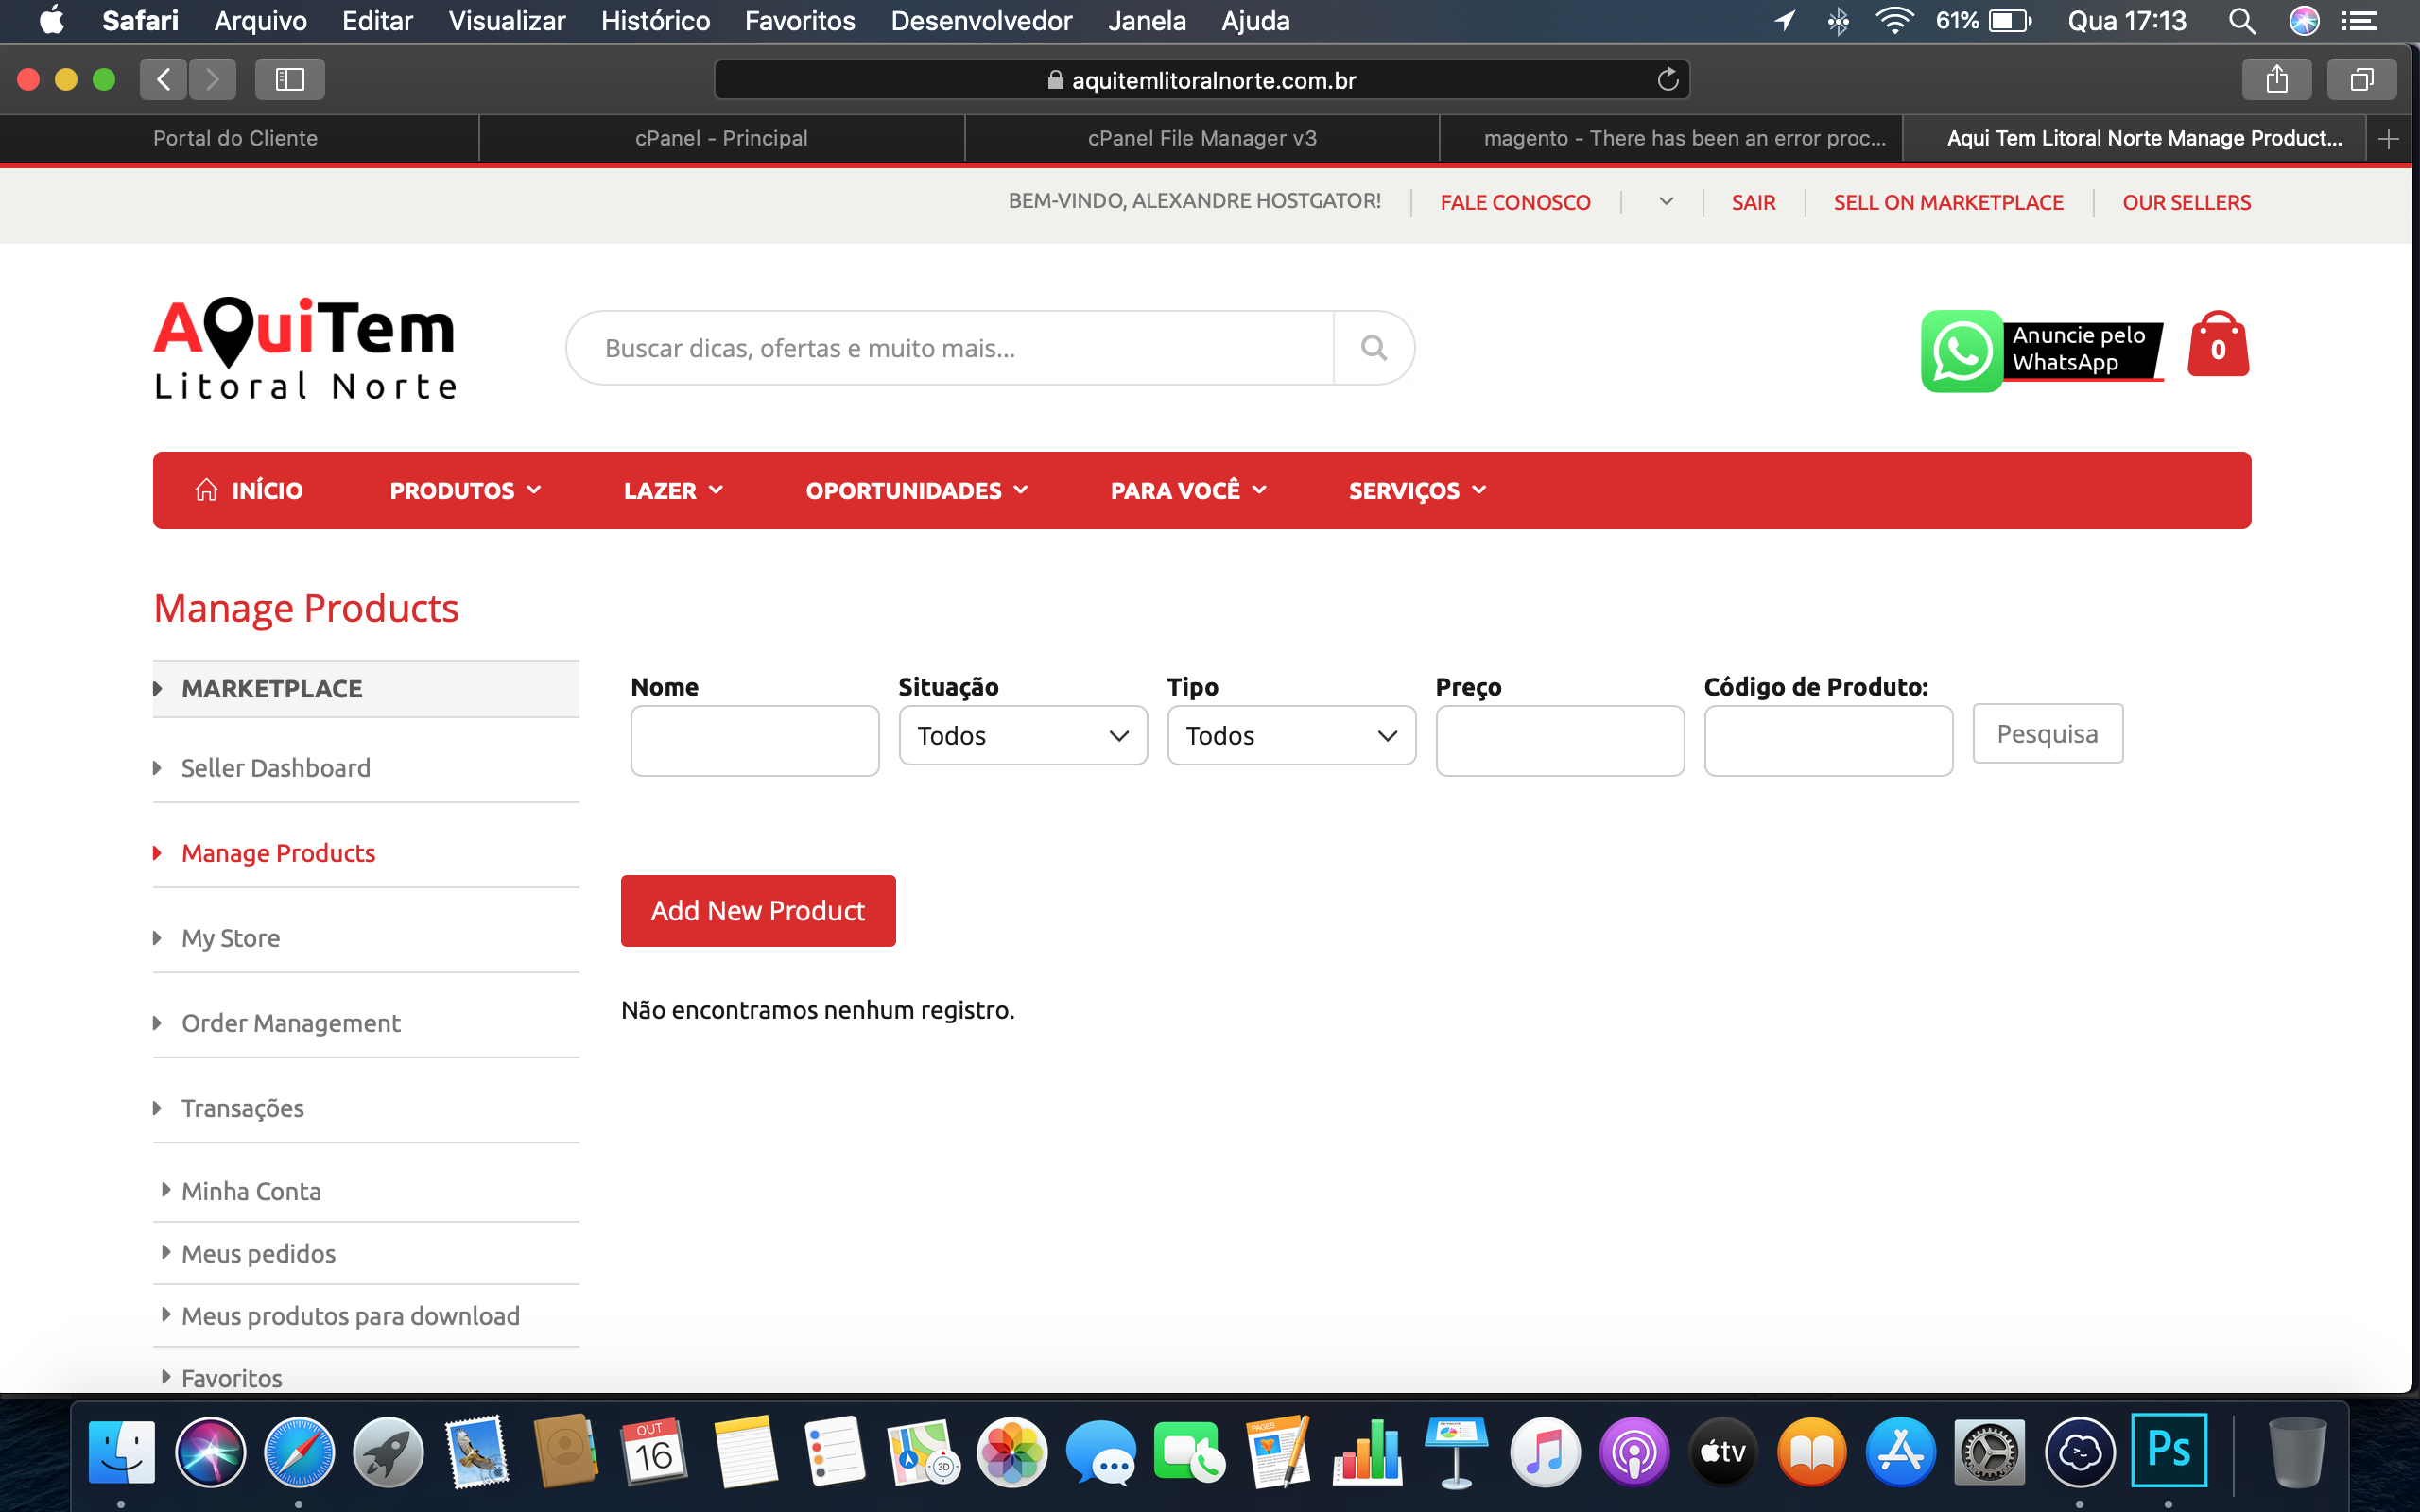 Safari Arquivo Editar Visualizar Histórico Favoritos Desenvolvedor Janela Ajuda 61% Qua 17:13
aquitemlitoralnorte.com.br
Portal do Cliente cPanel - Principal cPanel File Manager v3 magento - There has been an error proc... Aqui Tem Litoral Norte Manage Product...
BEM-VINDO, ALEXANDRE HOSTGATOR! FALE CONOSCO SAIR SELL ON MARKETPLACE OUR SELLERS
AQuiTem
Litoral Norte
Buscar dicas, ofertas e muito mais...
Anuncie pelo
WhatsApp
0
INÍCIO PRODUTOS LAZER OPORTUNIDADES PARA VOCÊ SERVIÇOS
Manage Products
MARKETPLACE
Seller Dashboard
Manage Products
My Store
Order Management
Transações
Minha Conta
Meus pedidos
Meus produtos para download
Favoritos
Nome Situação Tipo Preço Código de Produto:
Todos Todos Pesquisa
Add New Product
Não encontramos nenhum registro.
OUT
16
3D
PAGES
tv
Ps